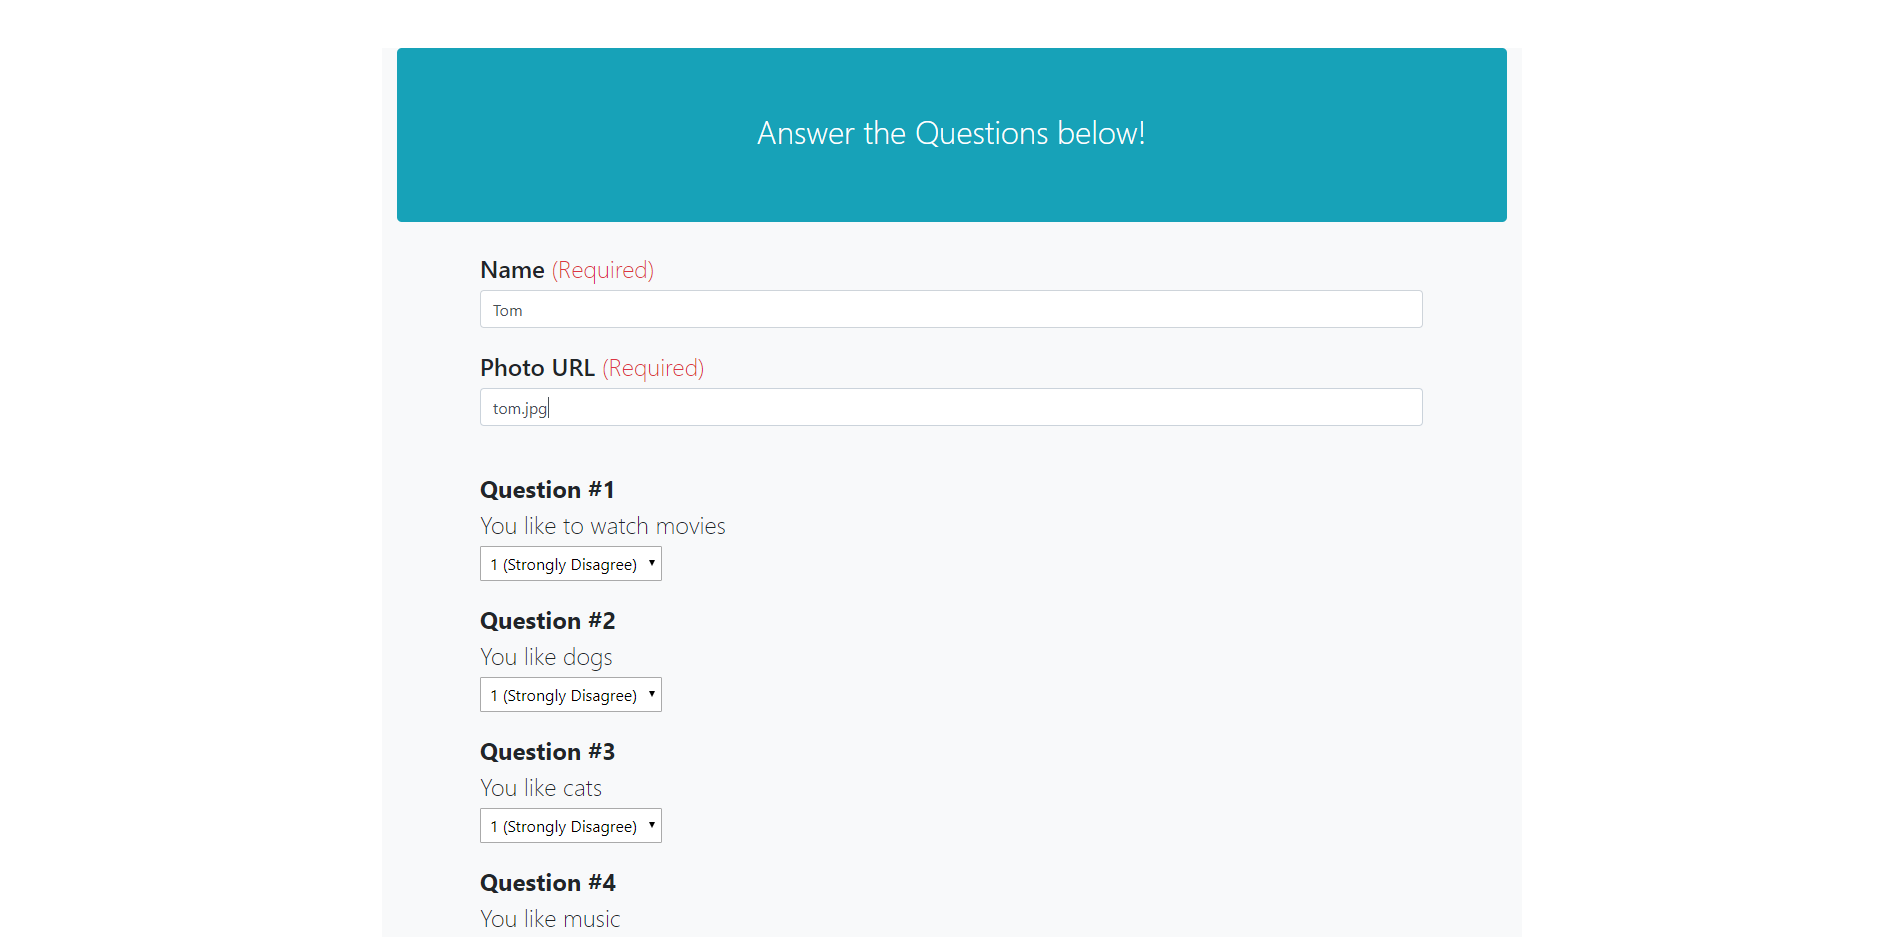 Answer the Questions below!
Name (Required)
Tom
Photo URL (Required)
tom.jpg
Question #1
You like to watch movies
1 (Strongly Disagree)
Question #2
You like dogs
1 (Strongly Disagree)
Question #3
You like cats
1 (Strongly Disagree)
Question #4
You like music